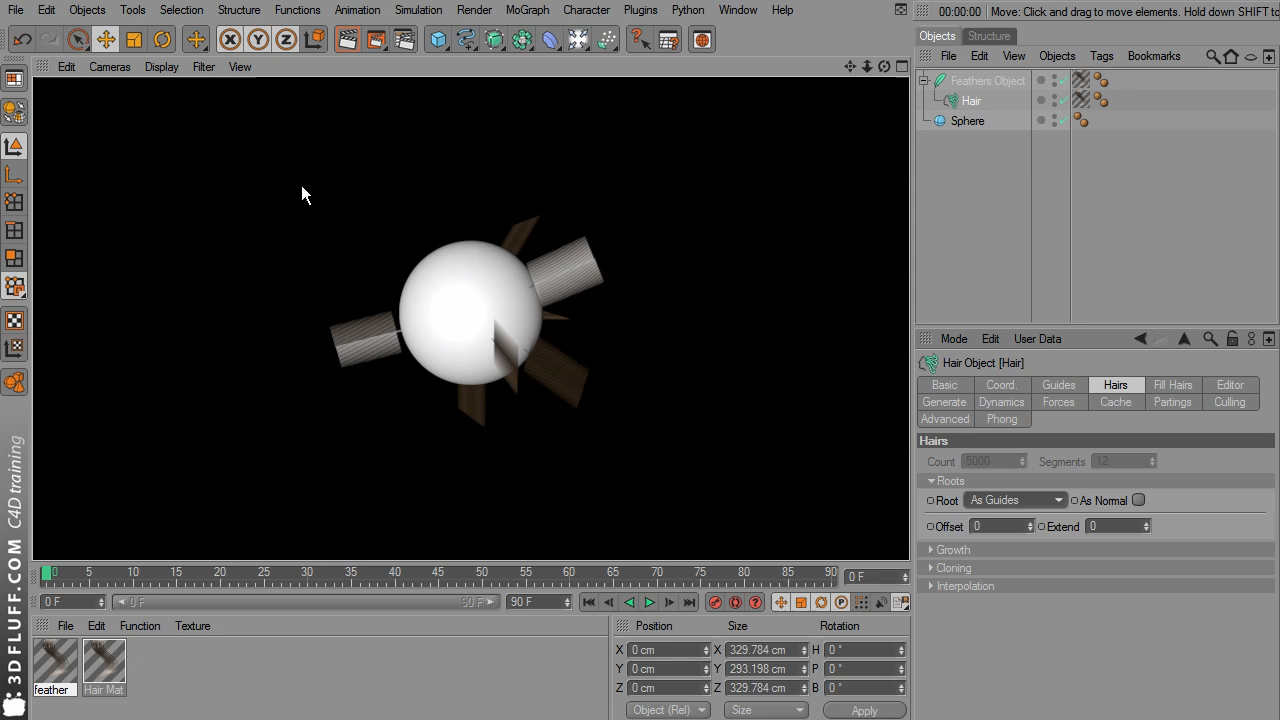 File Edit Objects Tools Selection Structure Functions Animation Simulation Render MoGraph Character Plugins Python Window Help
00:00:00 Move: Click and drag to move elements. Hold down SHIFT to
Objects Structure
File Edit View Objects Tags Bookmarks
Edit Cameras Display Filter View
Feathers Object
Hair
Sphere
Mode Edit User Data
Hair Object [Hair]
Basic Coord. Guides Hairs Fill Hairs Editor
Generate Dynamics Forces Cache Partings Culling
Advanced Phong
Hairs
Count 5000 Segments 12
Roots
Root As Guides As Normal
Offset 0 Extend 0
Growth
Cloning
Interpolation
0 5 10 15 20 25 30 35 40 45 50 55 60 65 70 75 80 85 90 0 F
0 F 0 F 90 F 90 F
File Edit Function Texture
feather Hair Mat
Position Size Rotation
X 0 cm X 329.784 cm H 0 °
Y 0 cm Y 293.198 cm P 0 °
Z 0 cm Z 329.784 cm B 0 °
Object (Rel) Size Apply
3DFLUFF.COM C4D training